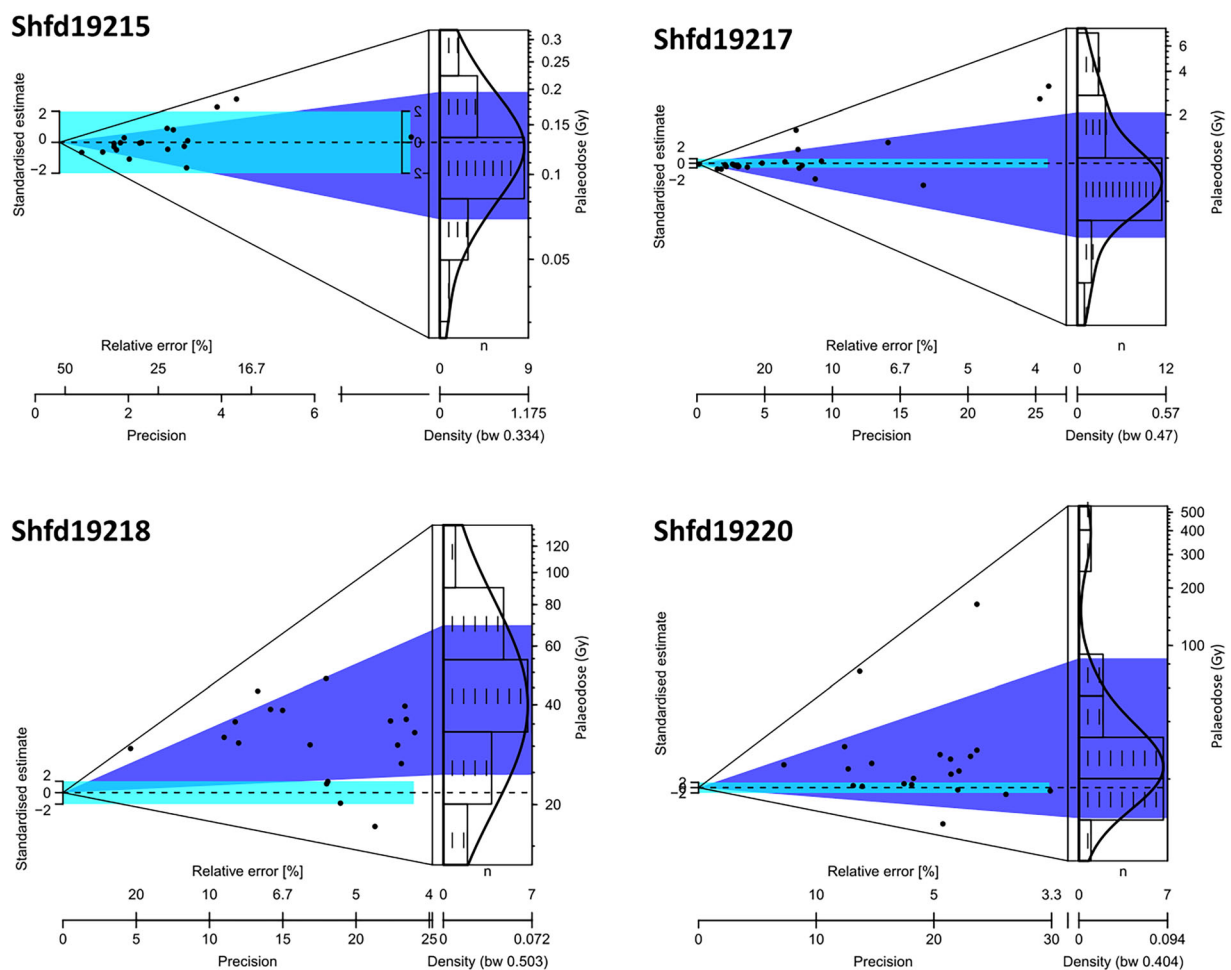 Shfd19215
Standardised estimate
2
0
−2
2
0
−2
0.3
0.25
0.2
0.15
0.1
0.05
Palaeodose (Gy)
Relative error [%]
50 25 16.7
n
0 9
0 2 4 6
0 1.175
Precision
Density (bw 0.334)
Shfd19217
Standardised estimate
2
0
−2
6
4
2
Palaeodose (Gy)
Relative error [%]
20 10 6.7 5 4
n
0 12
0 5 10 15 20 25
0 0.57
Precision
Density (bw 0.47)
Shfd19218
Standardised estimate
2
0
−2
120
100
80
60
40
20
Palaeodose (Gy)
Relative error [%]
20 10 6.7 5 4
n
0 7
0 5 10 15 20 25
0 0.072
Precision
Density (bw 0.503)
Shfd19220
Standardised estimate
2
0
−2
500
400
300
200
100
Palaeodose (Gy)
Relative error [%]
10 5 3.3
n
0 7
0 10 20 30
0 0.094
Precision
Density (bw 0.404)